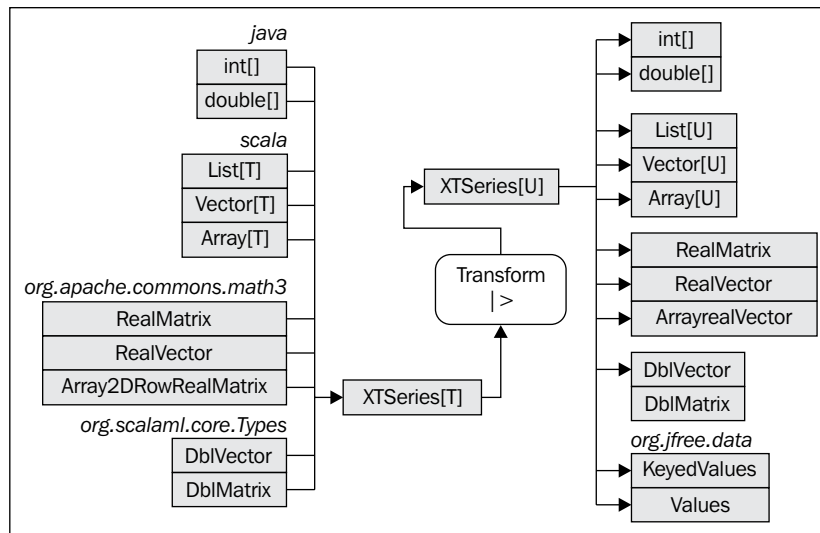 java
int[]
double[]
scala
List[T]
Vector[T]
Array[T]
org.apache.commons.math3
RealMatrix
RealVector
Array2DRowRealMatrix
org.scalaml.core.Types
DblVector
DblMatrix
XTSeries[T]
Transform
|>
XTSeries[U]
int[]
double[]
List[U]
Vector[U]
Array[U]
RealMatrix
RealVector
ArrayrealVector
DblVector
DblMatrix
org.jfree.data
KeyedValues
Values